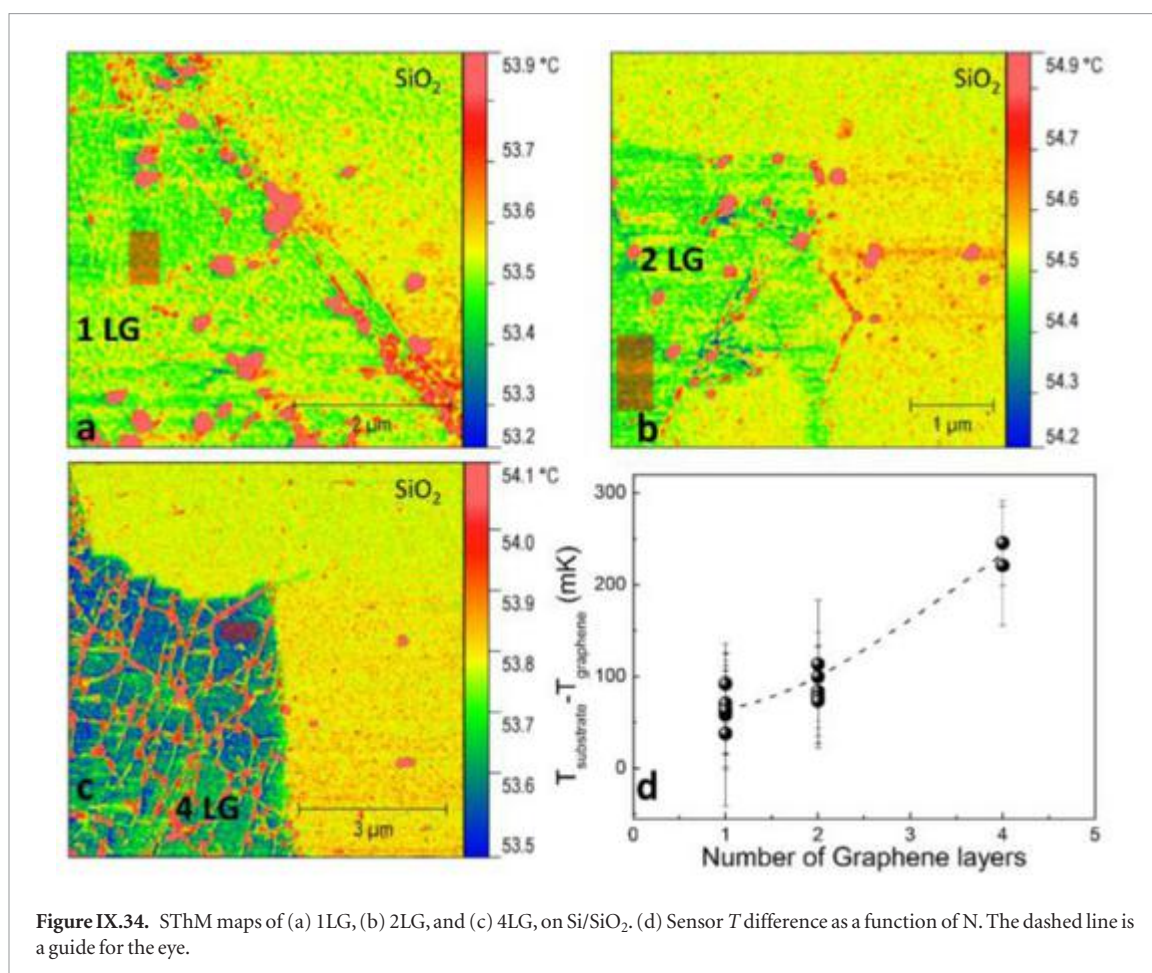 53.9 °C
SiO₂
53.7
53.6
53.5
53.4
53.3
53.2
1 LG
2 μm
a
54.9 °C
SiO₂
54.7
54.6
54.5
54.4
54.3
54.2
2 LG
1 μm
b
54.1 °C
SiO₂
54.0
53.9
53.8
53.7
53.6
53.5
c
4 LG
3 μm
T_substrate-T_graphene (mK)
300
200
100
0
d
0 1 2 3 4 5
Number of Graphene layers
Figure IX.34. SThM maps of (a) 1LG, (b) 2LG, and (c) 4LG, on Si/SiO₂. (d) Sensor T difference as a function of N. The dashed line is
a guide for the eye.